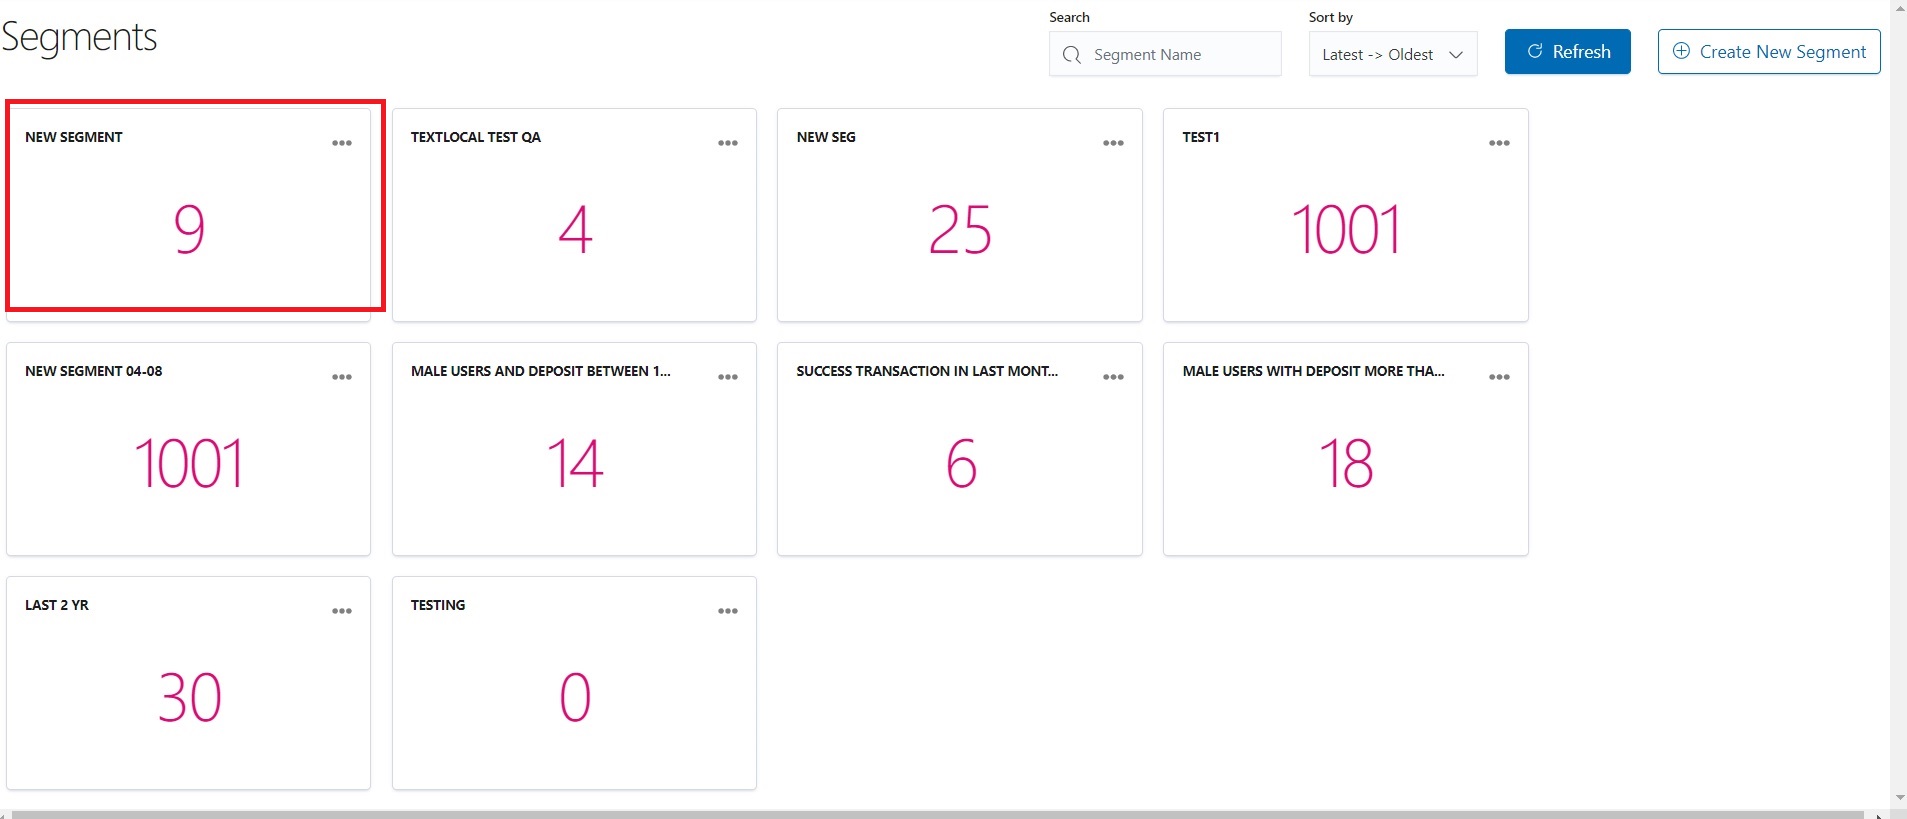 Segments
Search
Segment Name
Sort by
Latest -> Oldest
Refresh
Create New Segment
NEW SEGMENT
9
TEXTLOCAL TEST QA
4
NEW SEG
25
TEST1
1001
NEW SEGMENT 04-08
1001
MALE USERS AND DEPOSIT BETWEEN 1...
14
SUCCESS TRANSACTION IN LAST MONT...
6
MALE USERS WITH DEPOSIT MORE THA...
18
LAST 2 YR
30
TESTING
0